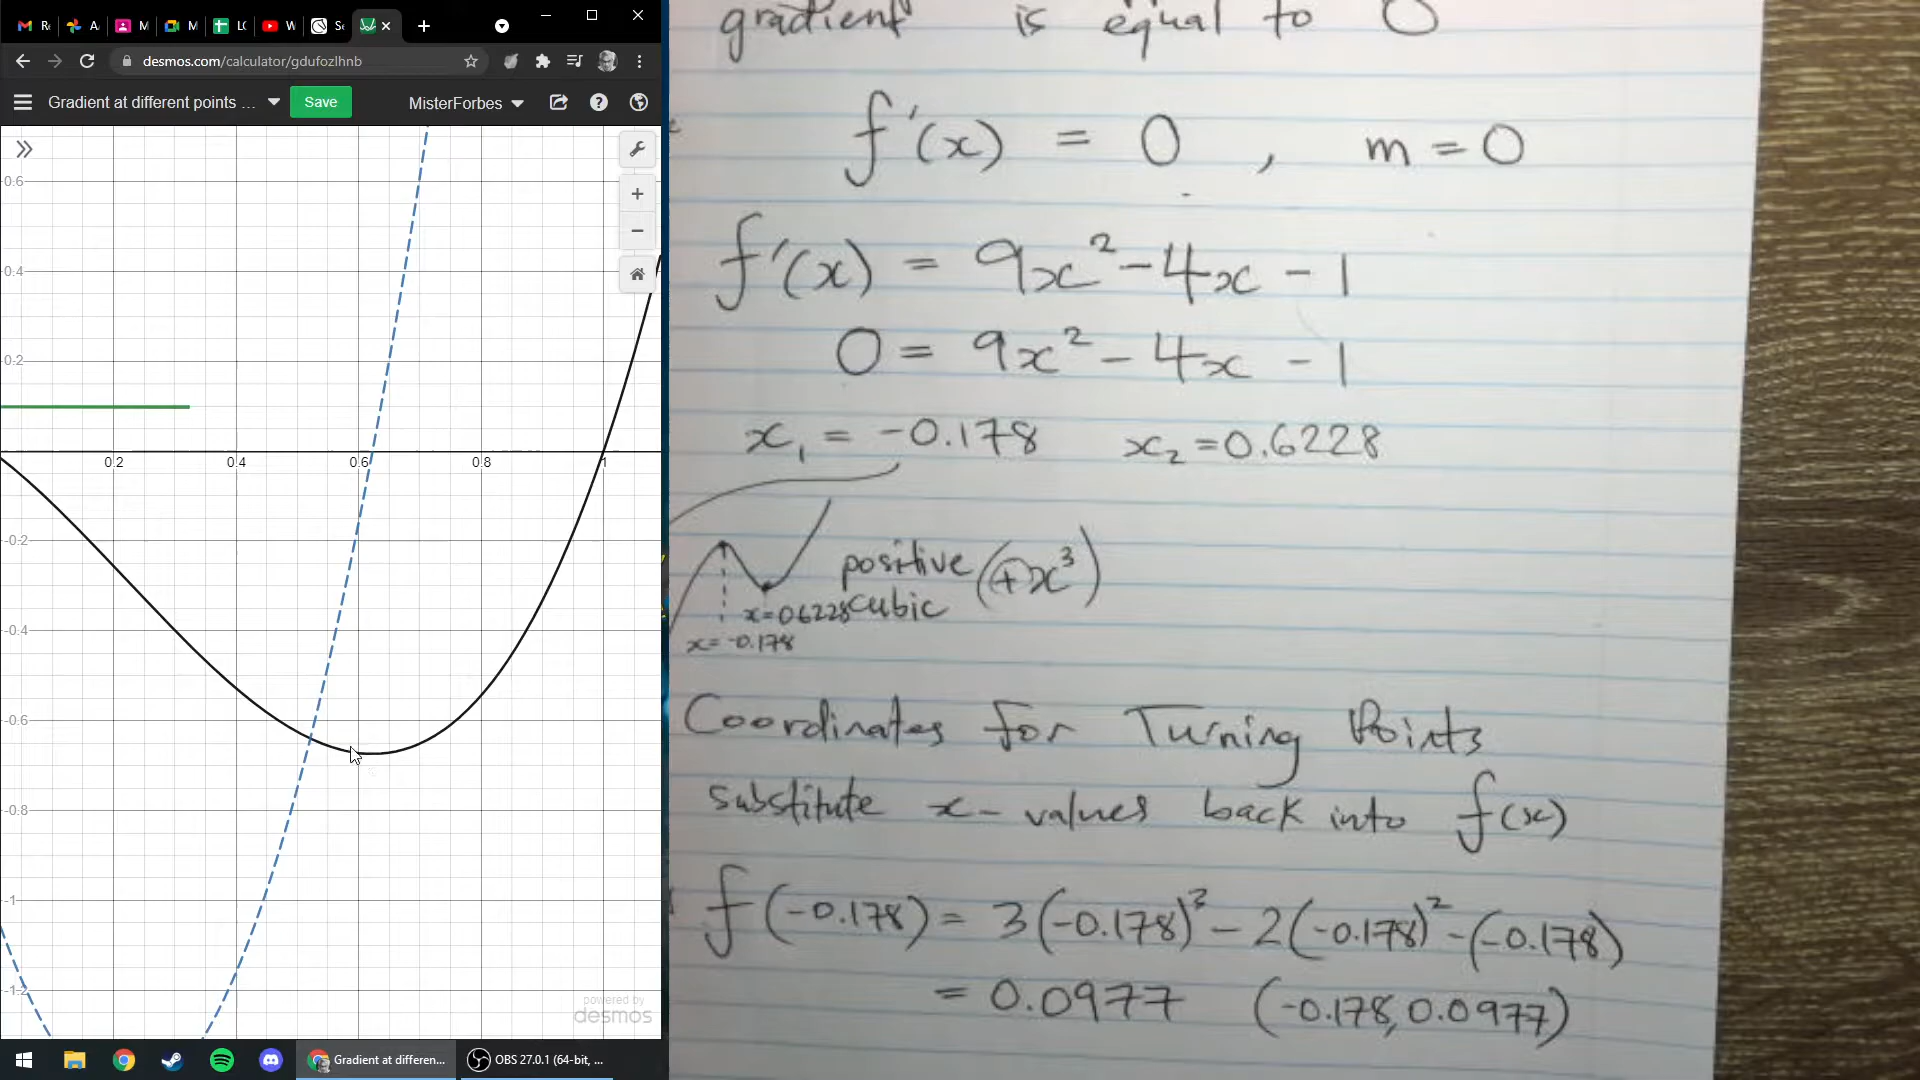 desmos.com/calculator/gdufozlhnb
Gradient at different points ...
Save
MisterForbes
0.6
0.4
0.2
0.2 0.4 0.6 0.8 1
-0.2
-0.4
-0.6
-0.8
-1
-1.2
powered by
desmos
Gradient at differen...
OBS 27.0.1 (64-bit, ...
gradient is equal to 0
f'(x) = 0 , m = 0
f'(x) = 9x² - 4x - 1
0 = 9x² - 4x - 1
x₁ = -0.178 x₂ = 0.6228
positive (+x³)
cubic
x=0.6228
x=-0.178
Coordinates for Turning Points
substitute x-values back into f(x)
f(-0.178) = 3(-0.178)³ - 2(-0.178)² - (-0.178)
= 0.0977 (-0.178, 0.0977)